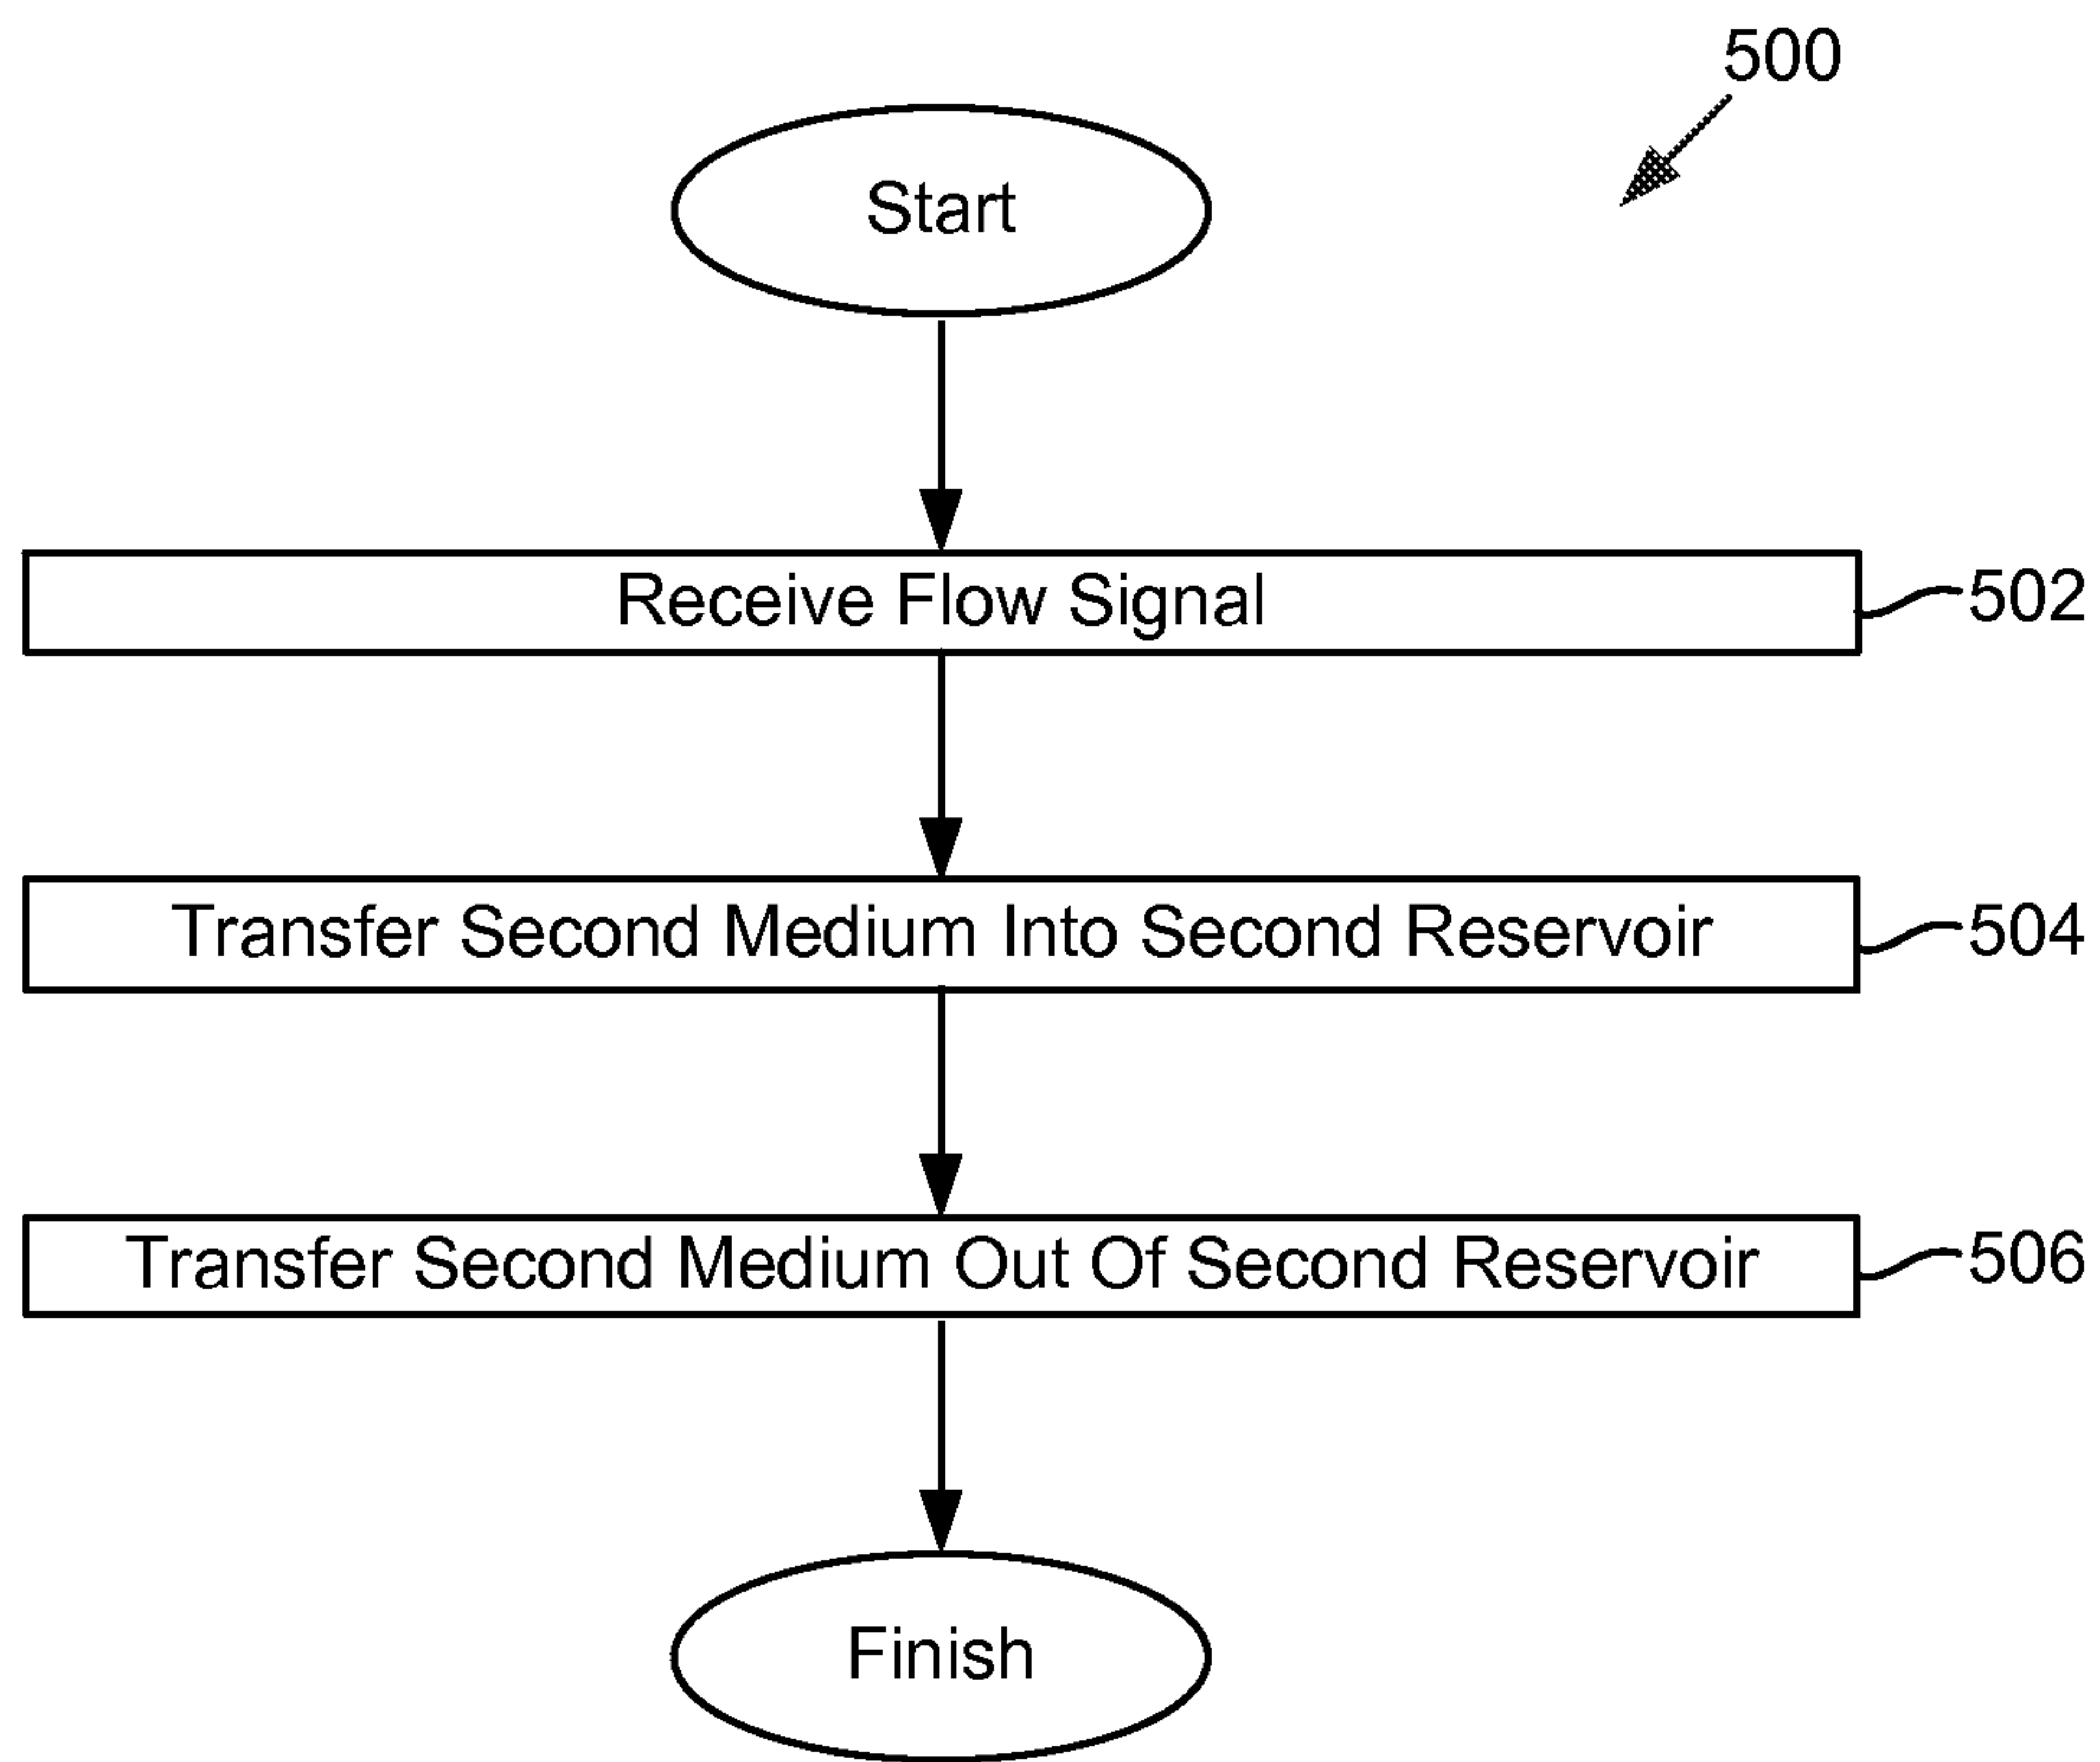 500
Start
Receive Flow Signal
502
Transfer Second Medium Into Second Reservoir
504
Transfer Second Medium Out Of Second Reservoir
506
Finish